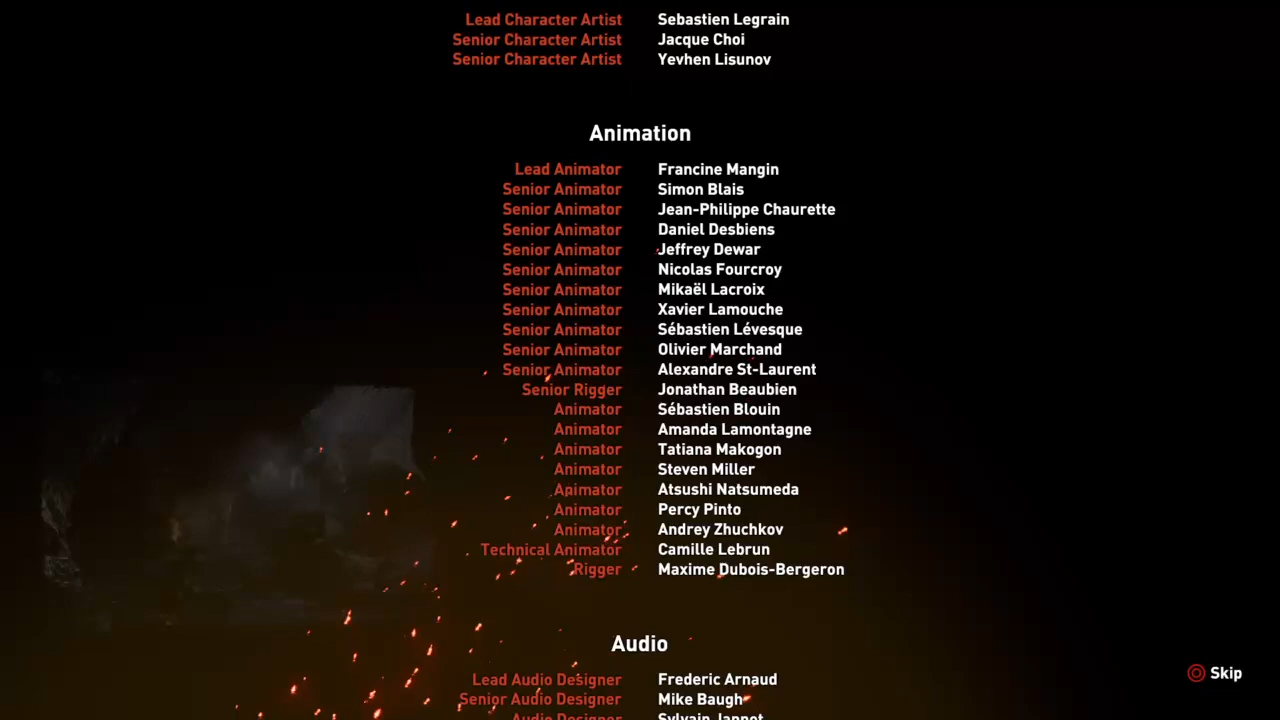 Lead Character Artist Sebastien Legrain
Senior Character Artist Jacque Choi
Senior Character Artist Yevhen Lisunov
Animation
Lead Animator Francine Mangin
Senior Animator Simon Blais
Senior Animator Jean-Philippe Chaurette
Senior Animator Daniel Desbiens
Senior Animator Jeffrey Dewar
Senior Animator Nicolas Fourcroy
Senior Animator Mikaël Lacroix
Senior Animator Xavier Lamouche
Senior Animator Sébastien Lévesque
Senior Animator Olivier Marchand
Senior Animator Alexandre St-Laurent
Senior Rigger Jonathan Beaubien
Animator Sébastien Blouin
Animator Amanda Lamontagne
Animator Tatiana Makogon
Animator Steven Miller
Animator Atsushi Natsumeda
Animator Percy Pinto
Animator Andrey Zhuchkov
Technical Animator Camille Lebrun
Rigger Maxime Dubois-Bergeron
Audio
Lead Audio Designer Frederic Arnaud
Skip
Senior Audio Designer Mike Baugh
Audio Designer Sylvain